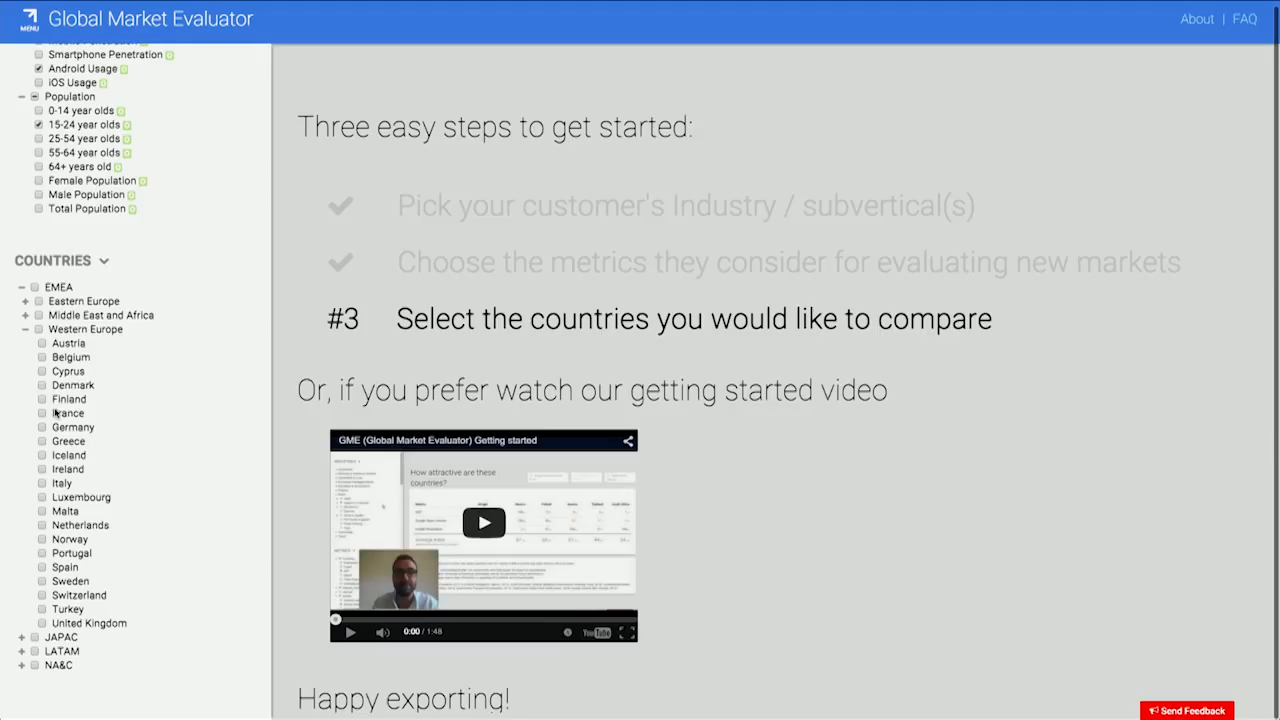 MENU
Global Market Evaluator
About | FAQ
Smartphone Penetration
Android Usage
iOS Usage
Population
0-14 year olds
15-24 year olds
25-54 year olds
55-64 year olds
64+ years old
Female Population
Male Population
Total Population
COUNTRIES
EMEA
Eastern Europe
Middle East and Africa
Western Europe
Austria
Belgium
Cyprus
Denmark
Finland
France
Germany
Greece
Iceland
Ireland
Italy
Luxembourg
Malta
Netherlands
Norway
Portugal
Spain
Sweden
Switzerland
Turkey
United Kingdom
JAPAC
LATAM
NA&C
Three easy steps to get started:
Pick your customer's Industry / subvertical(s)
Choose the metrics they consider for evaluating new markets
#3 Select the countries you would like to compare
Or, if you prefer watch our getting started video
GME (Global Market Evaluator) Getting started
How attractive are these
countries?
0:00 / 1:48
YouTube
Happy exporting!
Send Feedback